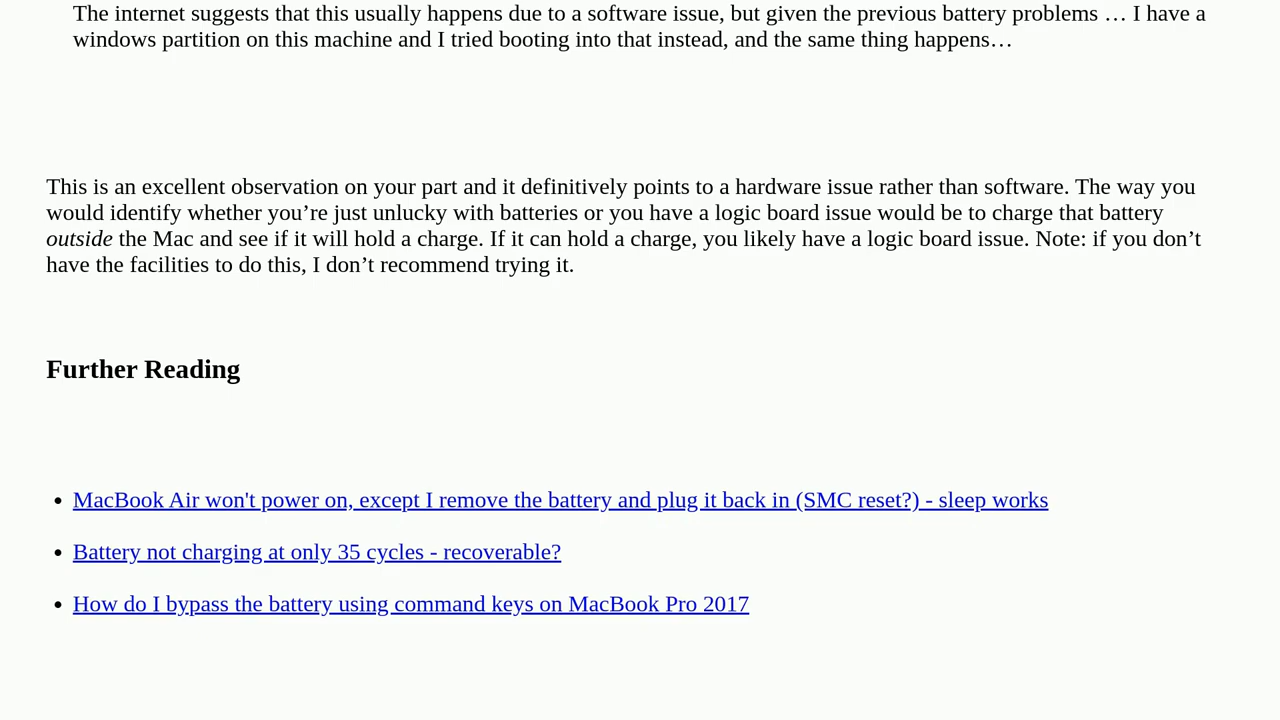 The internet suggests that this usually happens due to a software issue, but given the previous battery problems … I have a
windows partition on this machine and I tried booting into that instead, and the same thing happens…
This is an excellent observation on your part and it definitively points to a hardware issue rather than software. The way you
would identify whether you’re just unlucky with batteries or you have a logic board issue would be to charge that battery
outside the Mac and see if it will hold a charge. If it can hold a charge, you likely have a logic board issue. Note: if you don’t
have the facilities to do this, I don’t recommend trying it.
Further Reading
• MacBook Air won't power on, except I remove the battery and plug it back in (SMC reset?) - sleep works
• Battery not charging at only 35 cycles - recoverable?
• How do I bypass the battery using command keys on MacBook Pro 2017